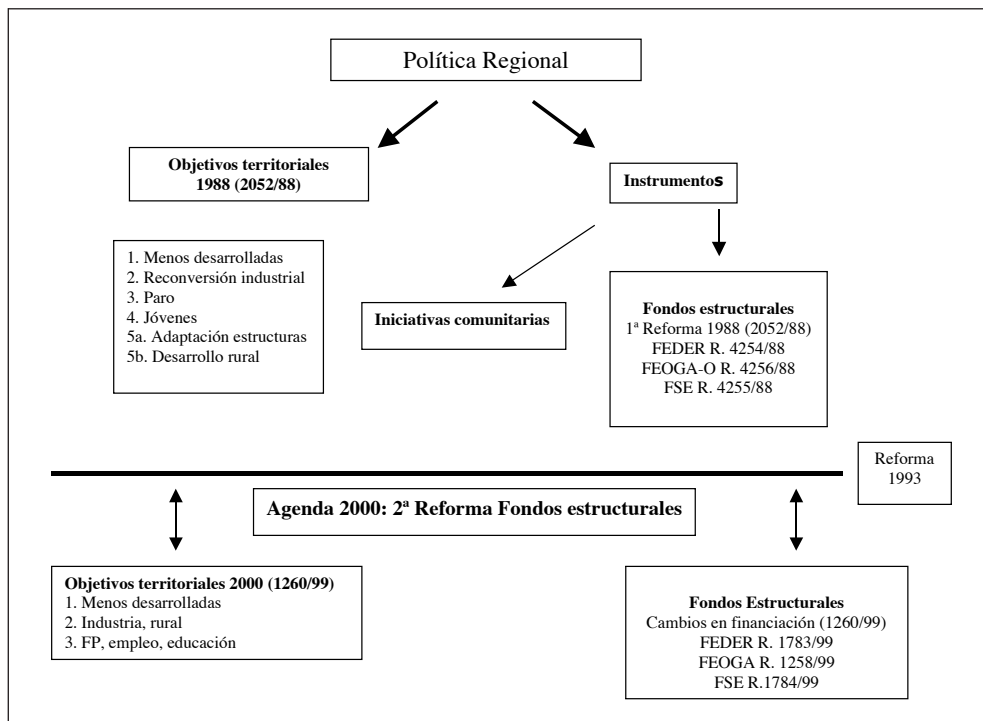 Política Regional
Objetivos territoriales
1988 (2052/88)
Instrumentos
1. Menos desarrolladas
2. Reconversión industrial
3. Paro
4. Jóvenes
5a. Adaptación estructuras
5b. Desarrollo rural
Iniciativas comunitarias
Fondos estructurales
1ª Reforma 1988 (2052/88)
FEDER R. 4254/88
FEOGA-O R. 4256/88
FSE R. 4255/88
Reforma
1993
Agenda 2000: 2ª Reforma Fondos estructurales
Objetivos territoriales 2000 (1260/99)
1. Menos desarrolladas
2. Industria, rural
3. FP, empleo, educación
Fondos Estructurales
Cambios en financiación (1260/99)
FEDER R. 1783/99
FEOGA R. 1258/99
FSE R.1784/99